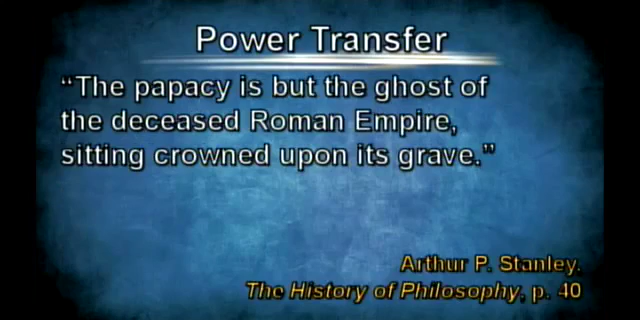 Power Transfer
“The papacy is but the ghost of
the deceased Roman Empire,
sitting crowned upon its grave.”
Arthur P. Stanley.
The History of Philosophy, p. 40